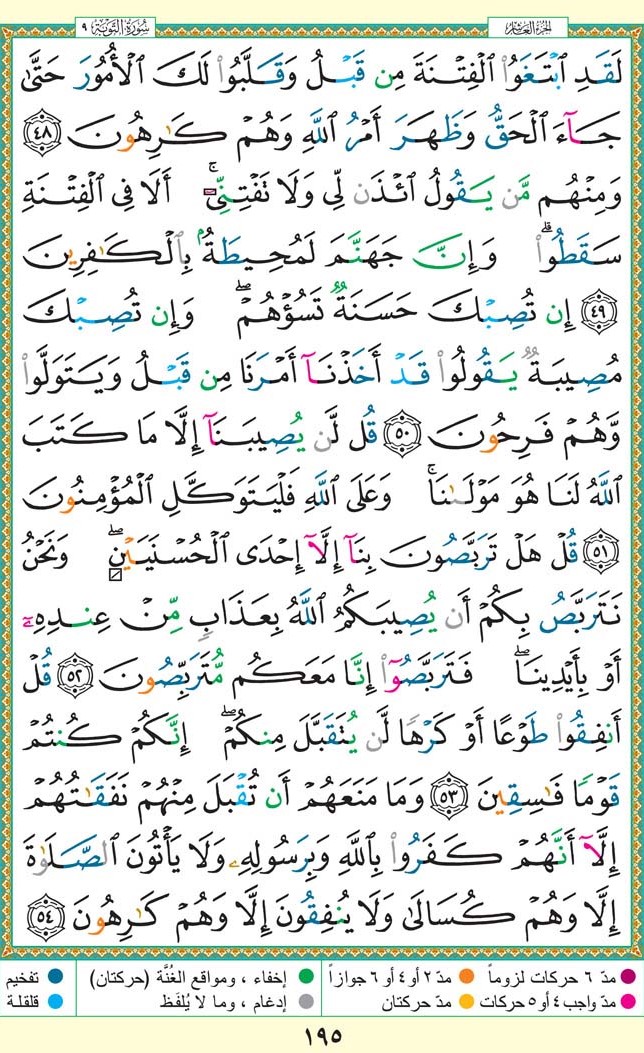 الجزء العاشر
سورة التوبة ٩
لَقَدِ ٱبْتَغَوُا۟ ٱلْفِتْنَةَ مِن قَبْلُ وَقَلَّبُوا۟ لَكَ ٱلْأُمُورَ حَتَّىٰ
جَآءَ ٱلْحَقُّ وَظَهَرَ أَمْرُ ٱللَّهِ وَهُمْ كَـٰرِهُونَ ٤٨
وَمِنْهُم مَّن يَقُولُ ٱئْذَن لِّى وَلَا تَفْتِنِّىٓ ۚ أَلَا فِى ٱلْفِتْنَةِ
سَقَطُوا۟ ۗ وَإِنَّ جَهَنَّمَ لَمُحِيطَةٌۢ بِٱلْكَـٰفِرِينَ
٤٩ إِن تُصِبْكَ حَسَنَةٌ تَسُؤْهُمْ ۖ وَإِن تُصِبْكَ
مُصِيبَةٌ يَقُولُوا۟ قَدْ أَخَذْنَآ أَمْرَنَا مِن قَبْلُ وَيَتَوَلَّوا۟
وَّهُمْ فَرِحُونَ ٥٠ قُل لَّن يُصِيبَنَآ إِلَّا مَا كَتَبَ
ٱللَّهُ لَنَا هُوَ مَوْلَىٰنَا ۚ وَعَلَى ٱللَّهِ فَلْيَتَوَكَّلِ ٱلْمُؤْمِنُونَ
٥١ قُلْ هَلْ تَرَبَّصُونَ بِنَآ إِلَّآ إِحْدَى ٱلْحُسْنَيَيْنِ ۖ وَنَحْنُ
نَتَرَبَّصُ بِكُمْ أَن يُصِيبَكُمُ ٱللَّهُ بِعَذَابٍ مِّنْ عِندِهِۦٓ
أَوْ بِأَيْدِينَا ۖ فَتَرَبَّصُوٓا۟ إِنَّا مَعَكُم مُّتَرَبِّصُونَ ٥٢ قُلْ
أَنفِقُوا۟ طَوْعًا أَوْ كَرْهًا لَّن يُتَقَبَّلَ مِنكُمْ ۖ إِنَّكُمْ كُنتُمْ
قَوْمًا فَـٰسِقِينَ ٥٣ وَمَا مَنَعَهُمْ أَن تُقْبَلَ مِنْهُمْ نَفَقَـٰتُهُمْ
إِلَّآ أَنَّهُمْ كَفَرُوا۟ بِٱللَّهِ وَبِرَسُولِهِۦ وَلَا يَأْتُونَ ٱلصَّلَوٰةَ
إِلَّا وَهُمْ كُسَالَىٰ وَلَا يُنفِقُونَ إِلَّا وَهُمْ كَـٰرِهُونَ ٥٤
مدّ ٦ حركات لزوماً مدّ ٢ أو ٤ أو ٦ جوازاً إخفاء ، ومواقع الغُنَّة (حركتان) تفخيم
مدّ واجب ٤ أو ٥ حركات مدّ حركتان إدغام ، وما لا يُلفَظ قلقلة
١٩٥